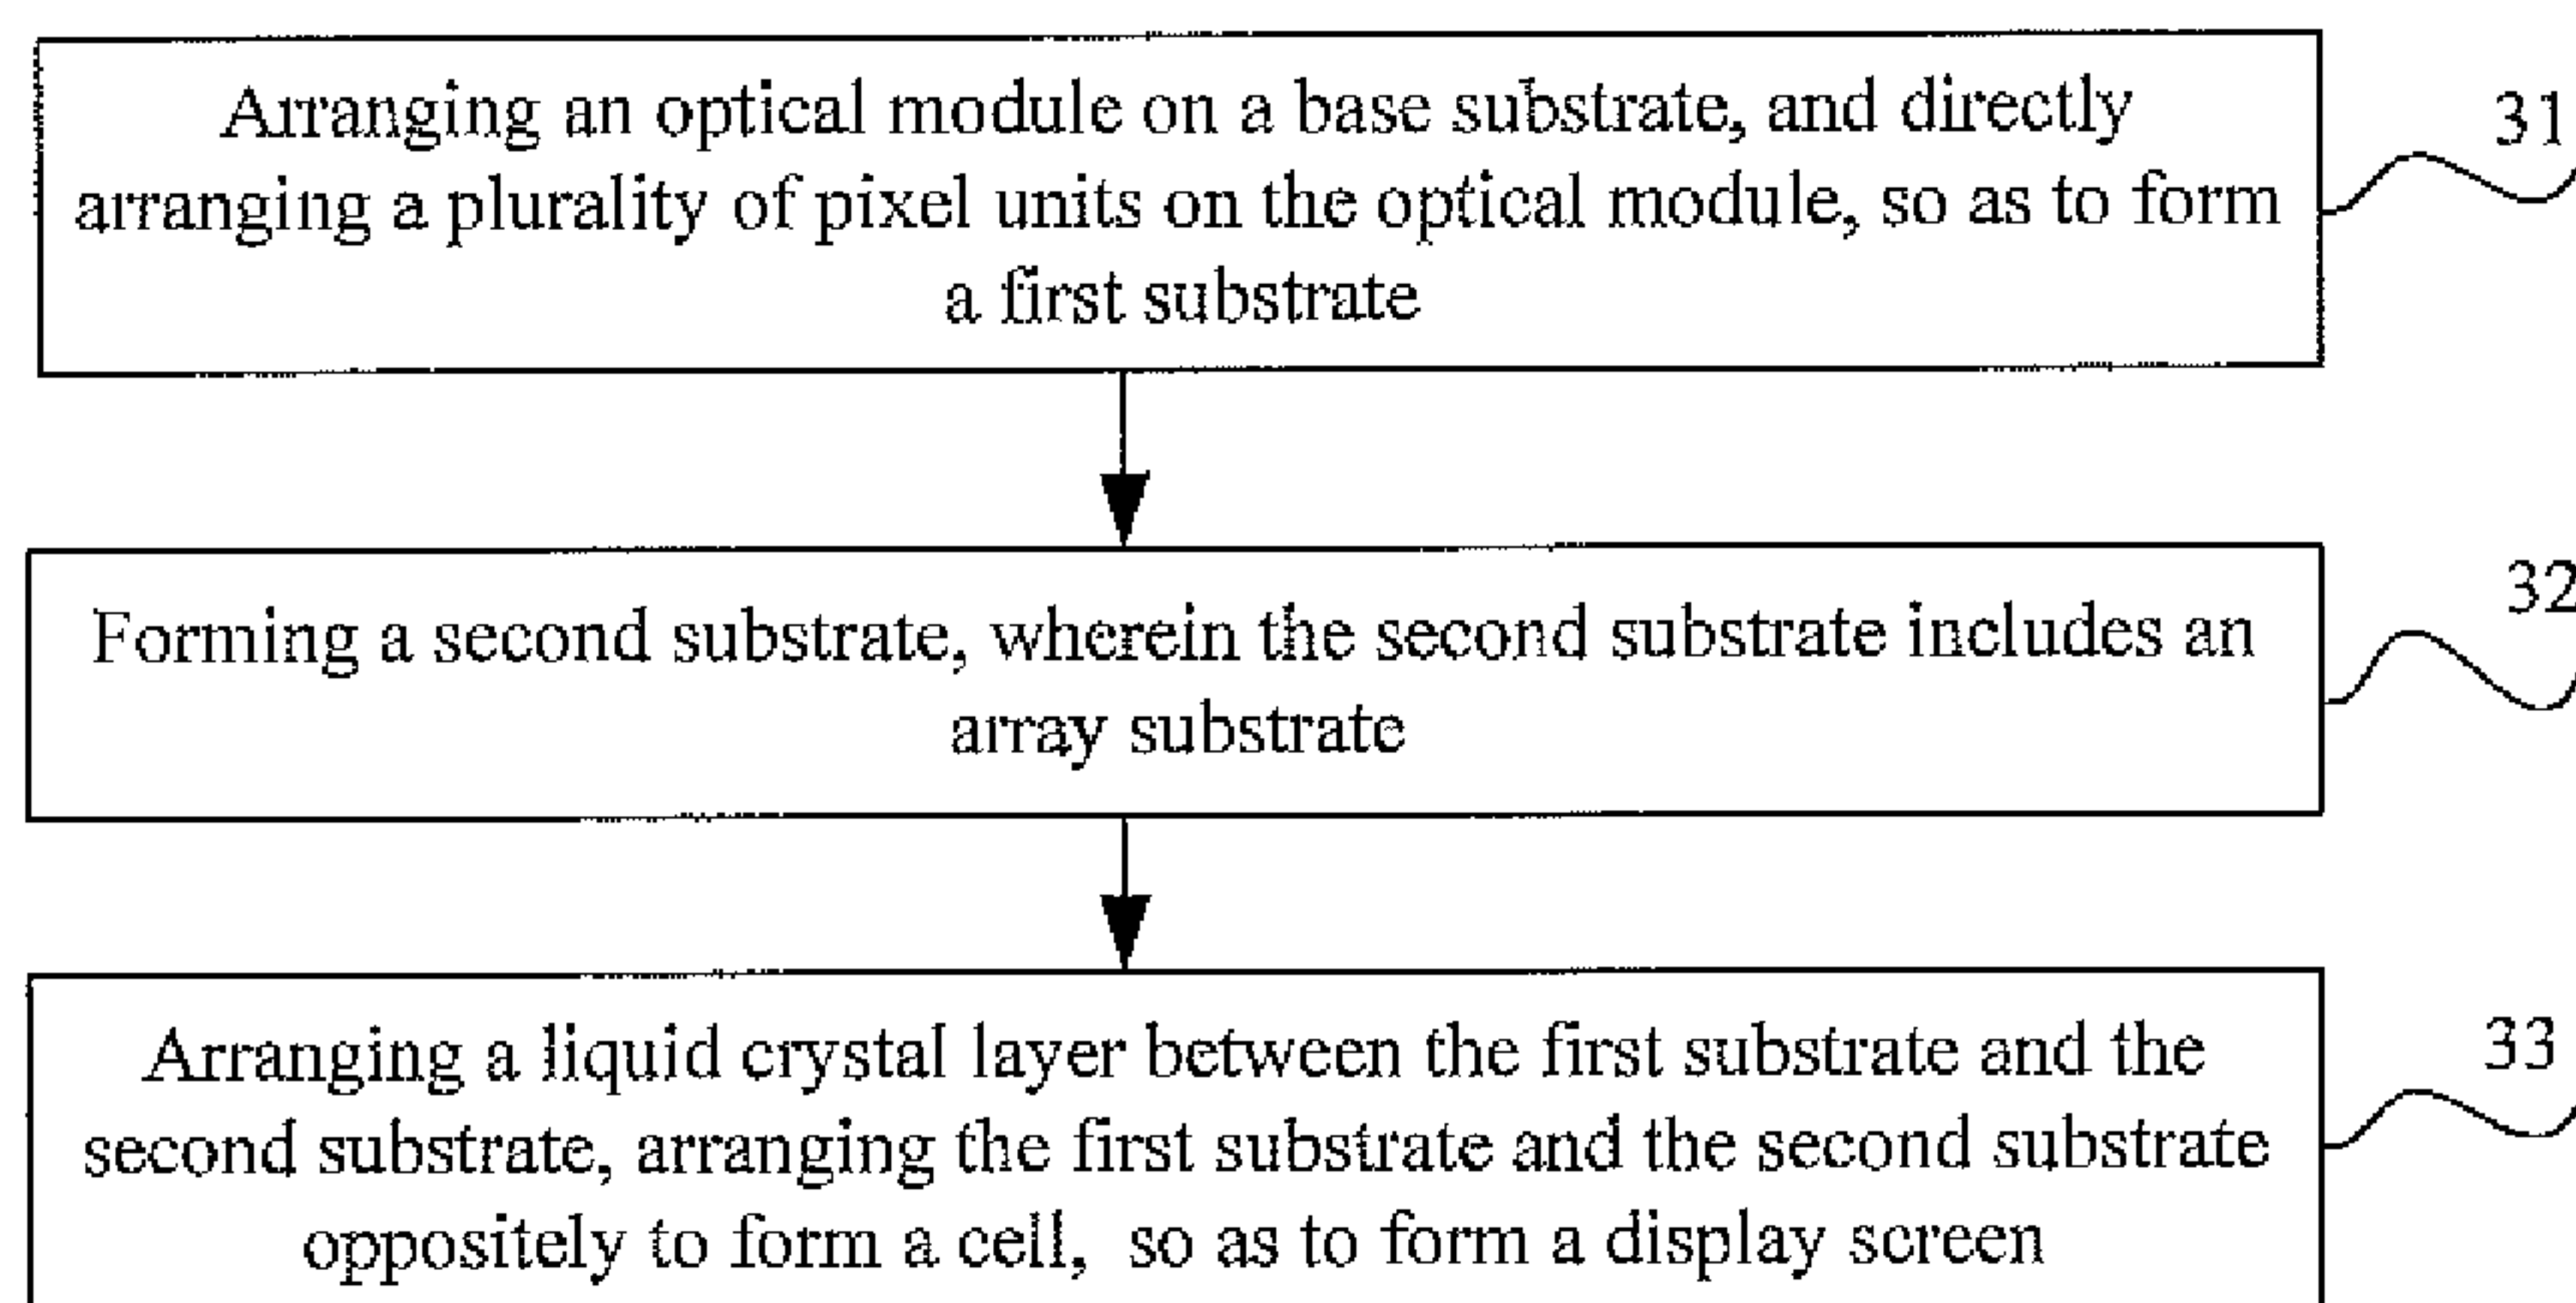 Arranging an optical module on a base substrate, and directly
arranging a plurality of pixel units on the optical module, so as to form
a first substrate
31
Forming a second substrate, wherein the second substrate includes an
array substrate
32
Arranging a liquid crystal layer between the first substrate and the
second substrate, arranging the first substrate and the second substrate
oppositely to form a cell, so as to form a display screen
33